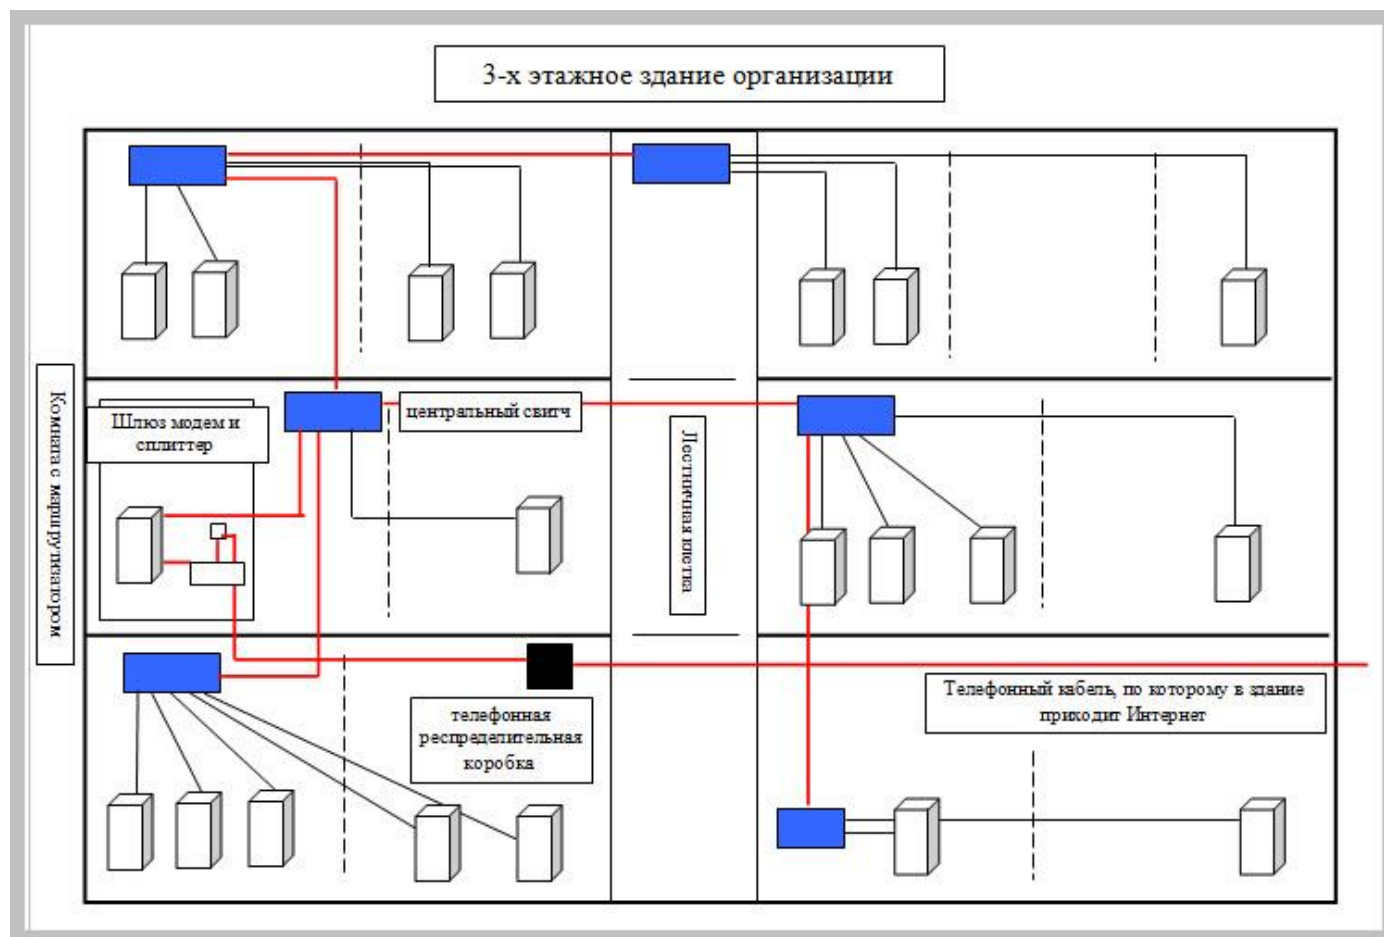 3-х этажное здание организации
Комната с маршрутизатором
Шлюз модем и
сплиттер
центральный свитч
Лестничная клетка
телефонная
респределительная
коробка
Телефонный кабель, по которому в здание
приходит Интернет